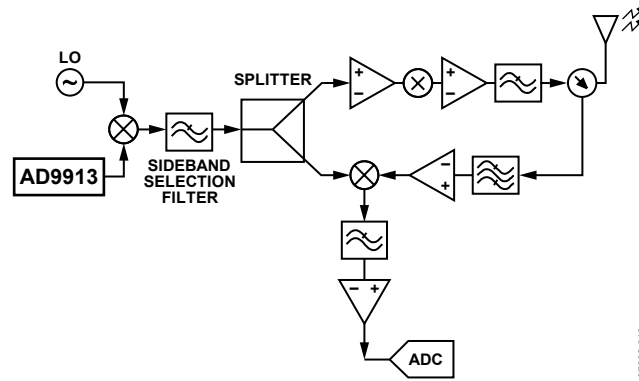 LO
SPLITTER
AD9913
SIDEBAND
SELECTION
FILTER
+
−
+
−
−
+
− +
ADC